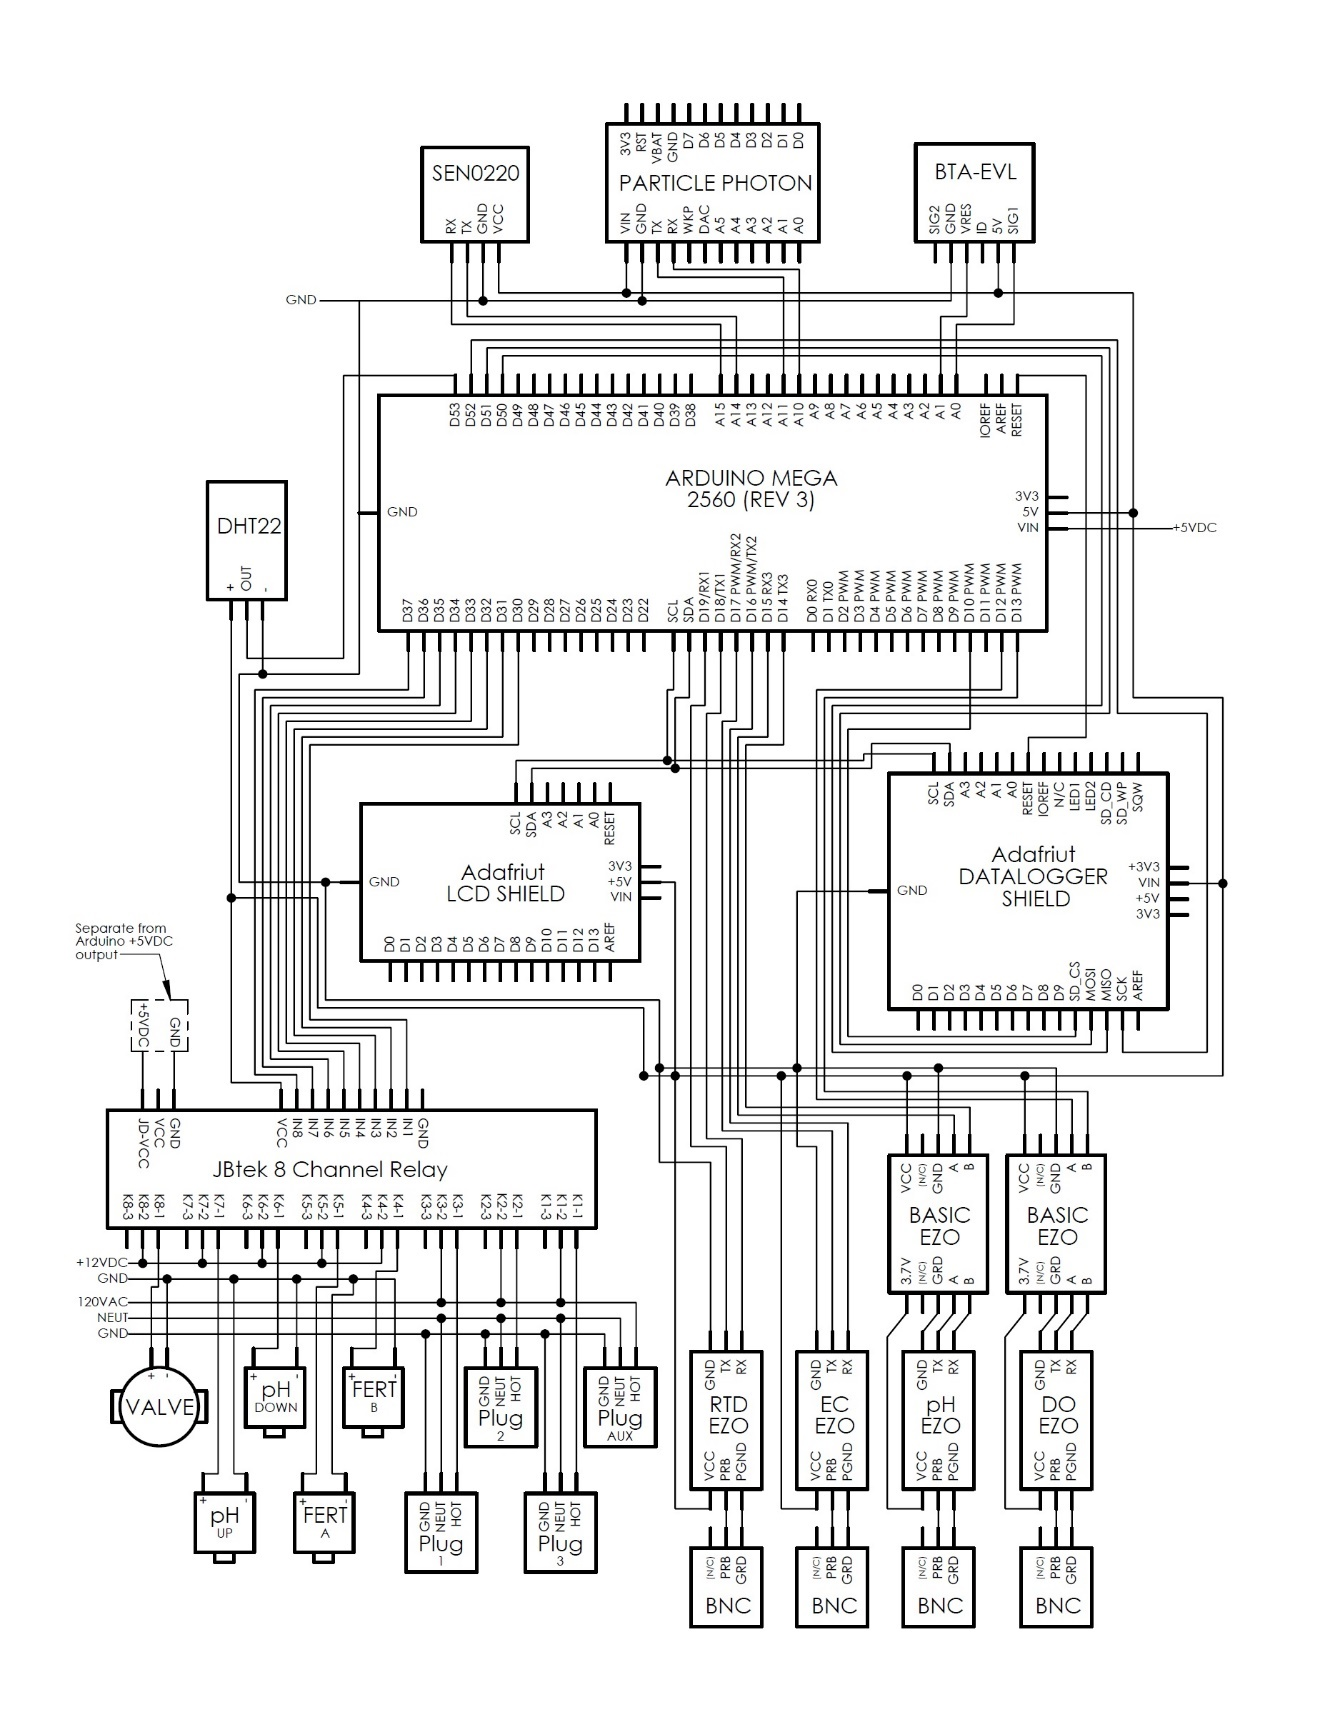 3V3 RST VBAT GND D7 D6 D5 D4 D3 D2 D1 D0
PARTICLE PHOTON
VIN GND TX RX WKP DAC A5 A4 A3 A2 A1 A0
SEN0220
RX TX GND VCC
BTA-EVL
SIG2 GND VRES ID 5V SIG1
GND
D53 D52 D51 D50 D49 D48 D47 D46 D45 D44 D43 D42 D41 D40 D39 D38 A15 A14 A13 A12 A11 A10 A9 A8 A7 A6 A5 A4 A3 A2 A1 A0 IOREF AREF RESET
ARDUINO MEGA
2560 (REV 3)
GND
3V3
5V
VIN
+5VDC
D37 D36 D35 D34 D33 D32 D31 D30 D29 D28 D27 D26 D25 D24 D23 D22 SCL SDA D19/RX1 D18/TX1 D17 PWM/RX2 D16 PWM/TX2 D15 RX3 D14 TX3 D0 RX0 D1 TX0 D2 PWM D3 PWM D4 PWM D5 PWM D6 PWM D7 PWM D8 PWM D9 PWM D10 PWM D11 PWM D12 PWM D13 PWM
DHT22
+ OUT -
SCL SDA A3 A2 A1 A0 RESET
Adafriut
LCD SHIELD
GND
3V3
+5V
VIN
D0 D1 D2 D3 D4 D5 D6 D7 D8 D9 D10 D11 D12 D13 AREF
SCL SDA A3 A2 A1 A0 RESET IOREF N/C LED1 LED2 SD_CD SD_WP SQW
Adafriut
DATALOGGER
SHIELD
GND
+3V3
VIN
+5V
3V3
D0 D1 D2 D3 D4 D5 D6 D7 D8 D9 SD_CS MOSI MISO SCK AREF
Separate from
Arduino +5VDC
output
+5VDC GND
JD-VCC VCC GND VCC IN8 IN7 IN6 IN5 IN4 IN3 IN2 IN1 GND
JBtek 8 Channel Relay
K8-3 K8-2 K8-1 K7-3 K7-2 K7-1 K6-3 K6-2 K6-1 K5-3 K5-2 K5-1 K4-3 K4-2 K4-1 K3-3 K3-2 K3-1 K2-3 K2-2 K2-1 K1-3 K1-2 K1-1
+12VDC
GND
120VAC
NEUT
GND
+ -
VALVE
+ -
pH
DOWN
+ -
FERT
B
GND NEUT HOT
Plug
2
GND NEUT HOT
Plug
AUX
+ -
pH
UP
+ -
FERT
A
GND NEUT HOT
Plug
1
GND NEUT HOT
Plug
3
VCC (N/C) GND A B
BASIC
EZO
3.7V (N/C) GRD A B
VCC (N/C) GND A B
BASIC
EZO
3.7V (N/C) GRD A B
GND TX RX
RTD
EZO
VCC PRB PGND
GND TX RX
EC
EZO
VCC PRB PGND
GND TX RX
pH
EZO
VCC PRB PGND
GND TX RX
DO
EZO
VCC PRB PGND
(N/C) PRB GRD
BNC
(N/C) PRB GRD
BNC
(N/C) PRB GRD
BNC
(N/C) PRB GRD
BNC